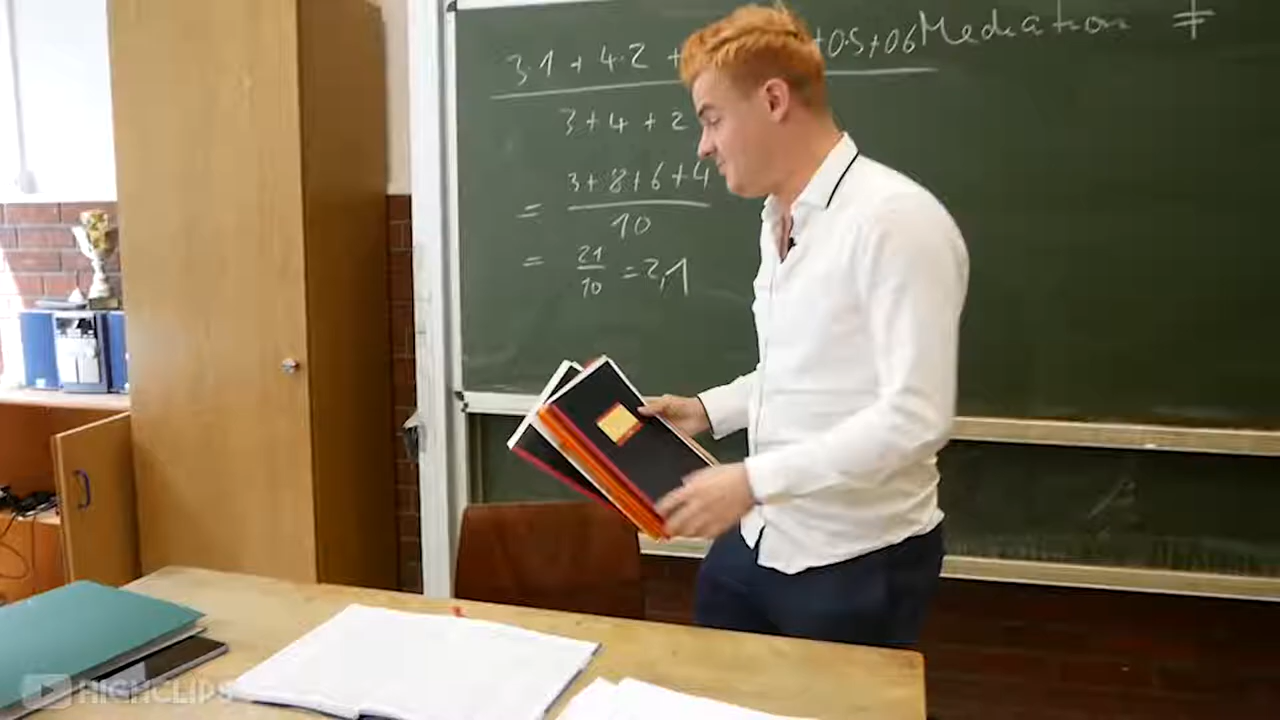 3·1 + 4·2 + +0·5+06 Mediation ≠
3+4+2
= 3+8+6+4
10
= 21
10 = 2,1
HIGHCLIPS